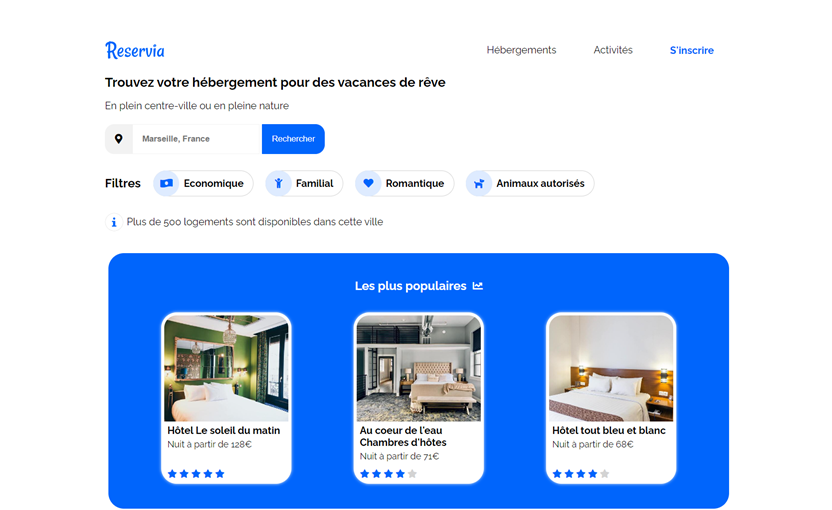 Reservia
Hébergements
Activités
S'inscrire
Trouvez votre hébergement pour des vacances de rêve
En plein centre-ville ou en pleine nature
Marseille, France
Rechercher
Filtres
Economique
Familial
Romantique
Animaux autorisés
Plus de 500 logements sont disponibles dans cette ville
Les plus populaires
Hôtel Le soleil du matin
Nuit à partir de 128€
Au coeur de l'eau
Chambres d'hôtes
Nuit à partir de 71€
Hôtel tout bleu et blanc
Nuit à partir de 68€